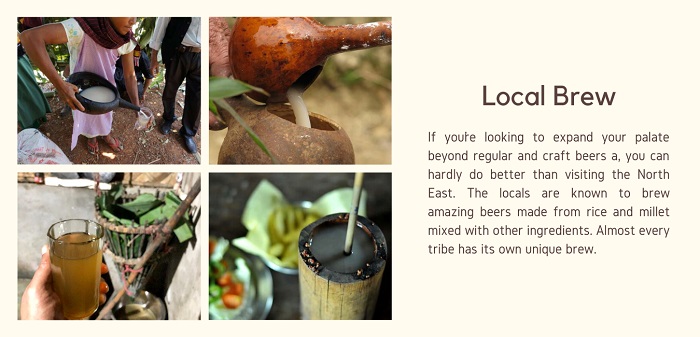 Local Brew
If you're looking to expand your palate
beyond regular and craft beers a, you can
hardly do better than visiting the North
East. The locals are known to brew
amazing beers made from rice and millet
mixed with other ingredients. Almost every
tribe has its own unique brew.